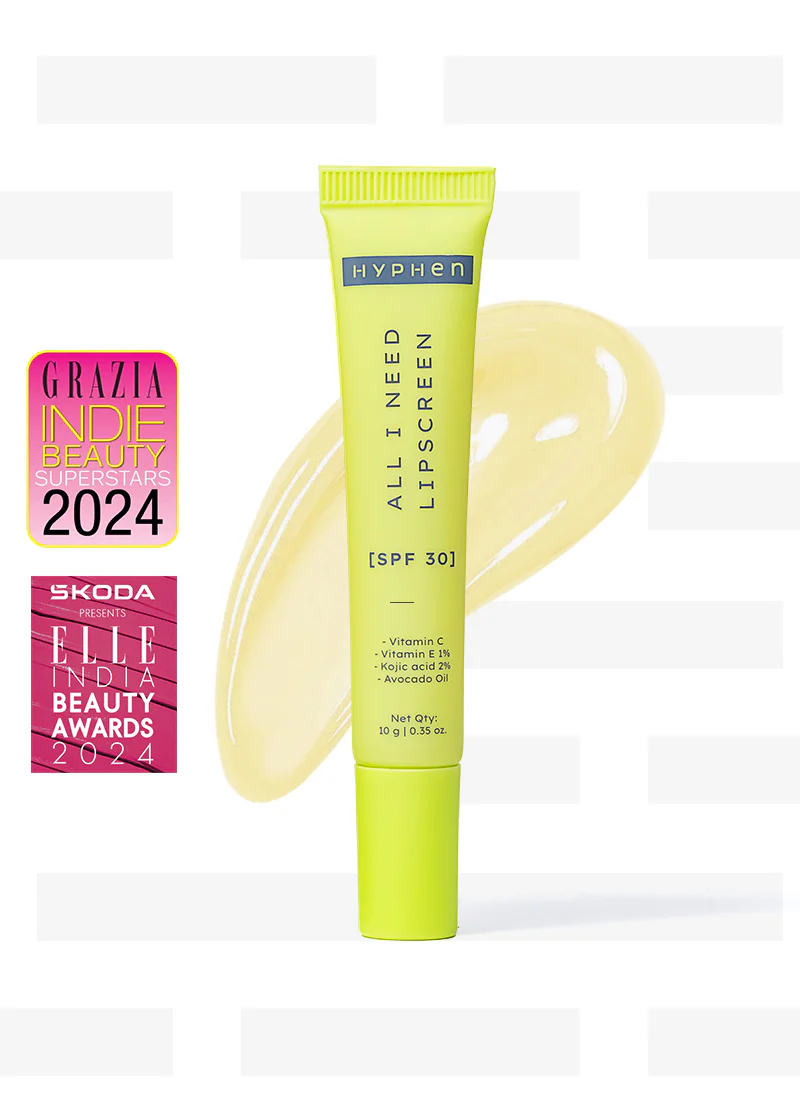 HYPHEN
ALL I NEED
LIPSCREEN
[SPF 30]
- Vitamin C
- Vitamin E 1%
- Kojic acid 2%
- Avocado Oil
Net Qty:
10 g | 0.35 oz.
GRAZIA
INDIE
BEAUTY
SUPERSTARS
2024
ŠKODA
PRESENTS
ELLE
INDIA
BEAUTY
AWARDS
2024